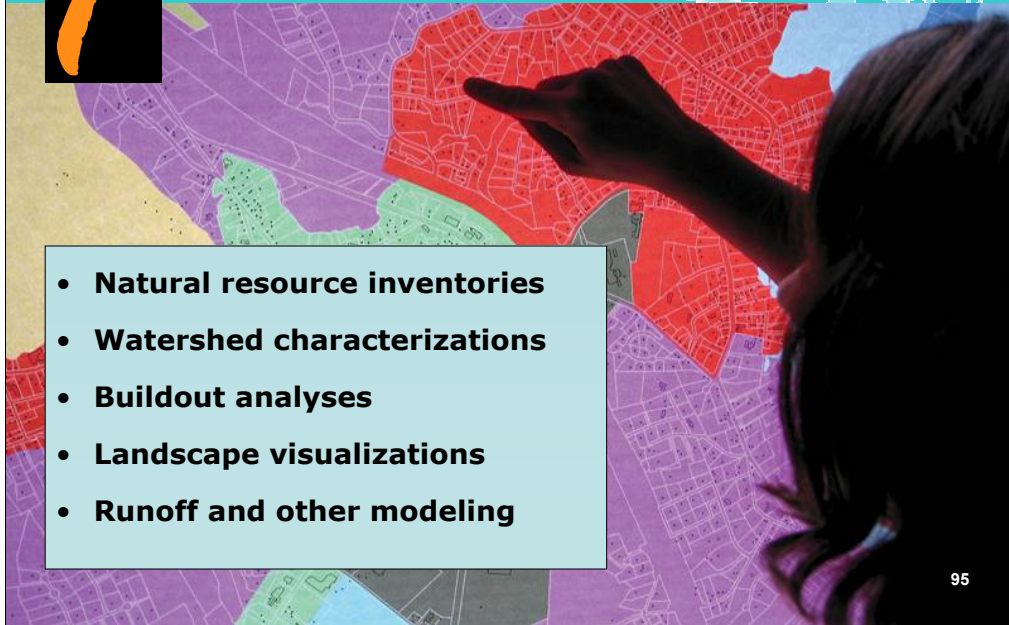 • Natural resource inventories
• Watershed characterizations
• Buildout analyses
• Landscape visualizations
• Runoff and other modeling
95